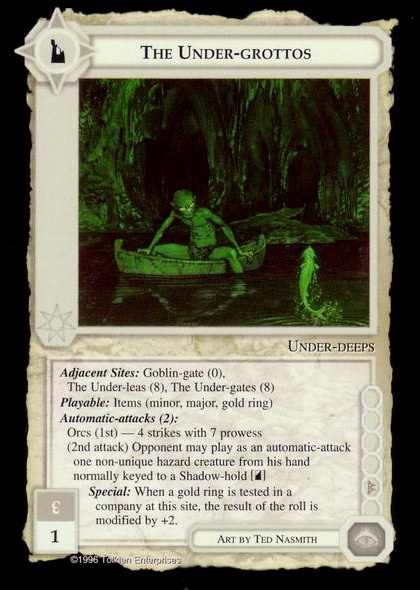 THE UNDER-GROTTOS
UNDER-DEEPS
Adjacent Sites: Goblin-gate (0),
The Under-leas (8), The Under-gates (8)
Playable: Items (minor, major, gold ring)
Automatic-attacks (2):
Orcs (1st) — 4 strikes with 7 prowess
(2nd attack) Opponent may play as an automatic-attack
one non-unique hazard creature from his hand
normally keyed to a Shadow-hold []
Special: When a gold ring is tested in a
company at this site, the result of the roll is
modified by +2.
1
ART BY TED NASMITH
©1996 Tolkien Enterprises